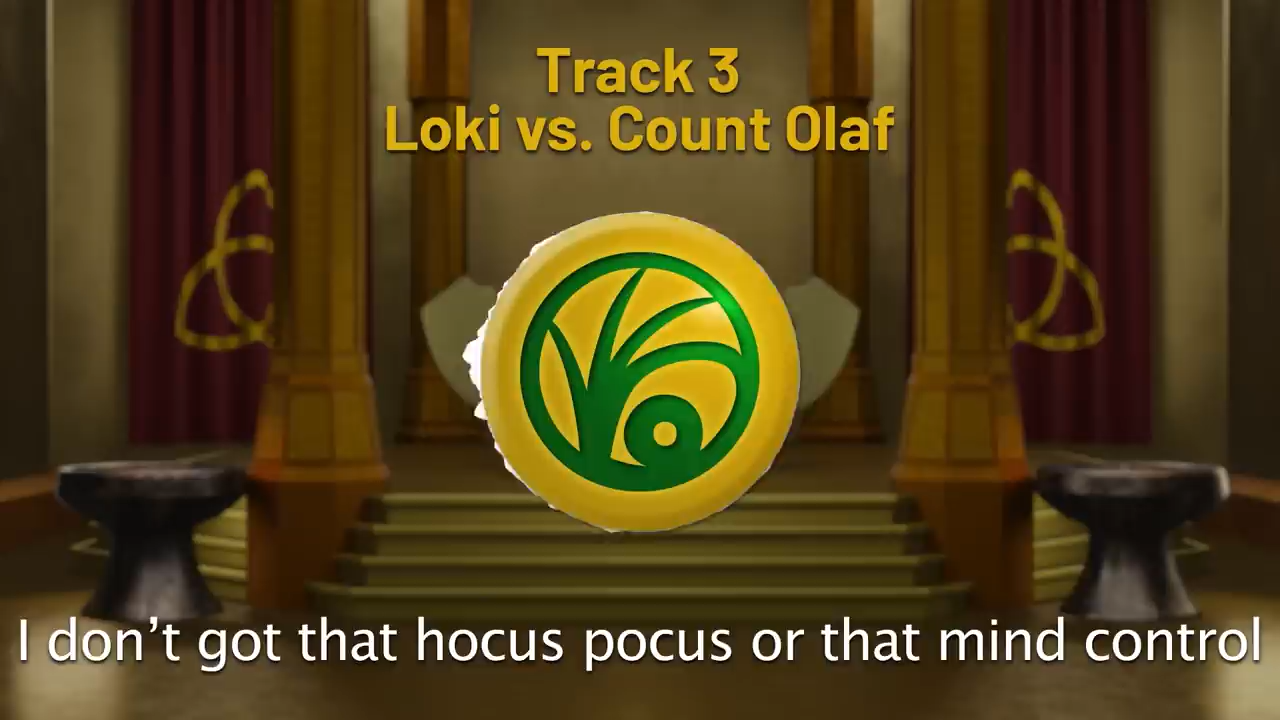 Track 3
Loki vs. Count Olaf
I don’t got that hocus pocus or that mind control